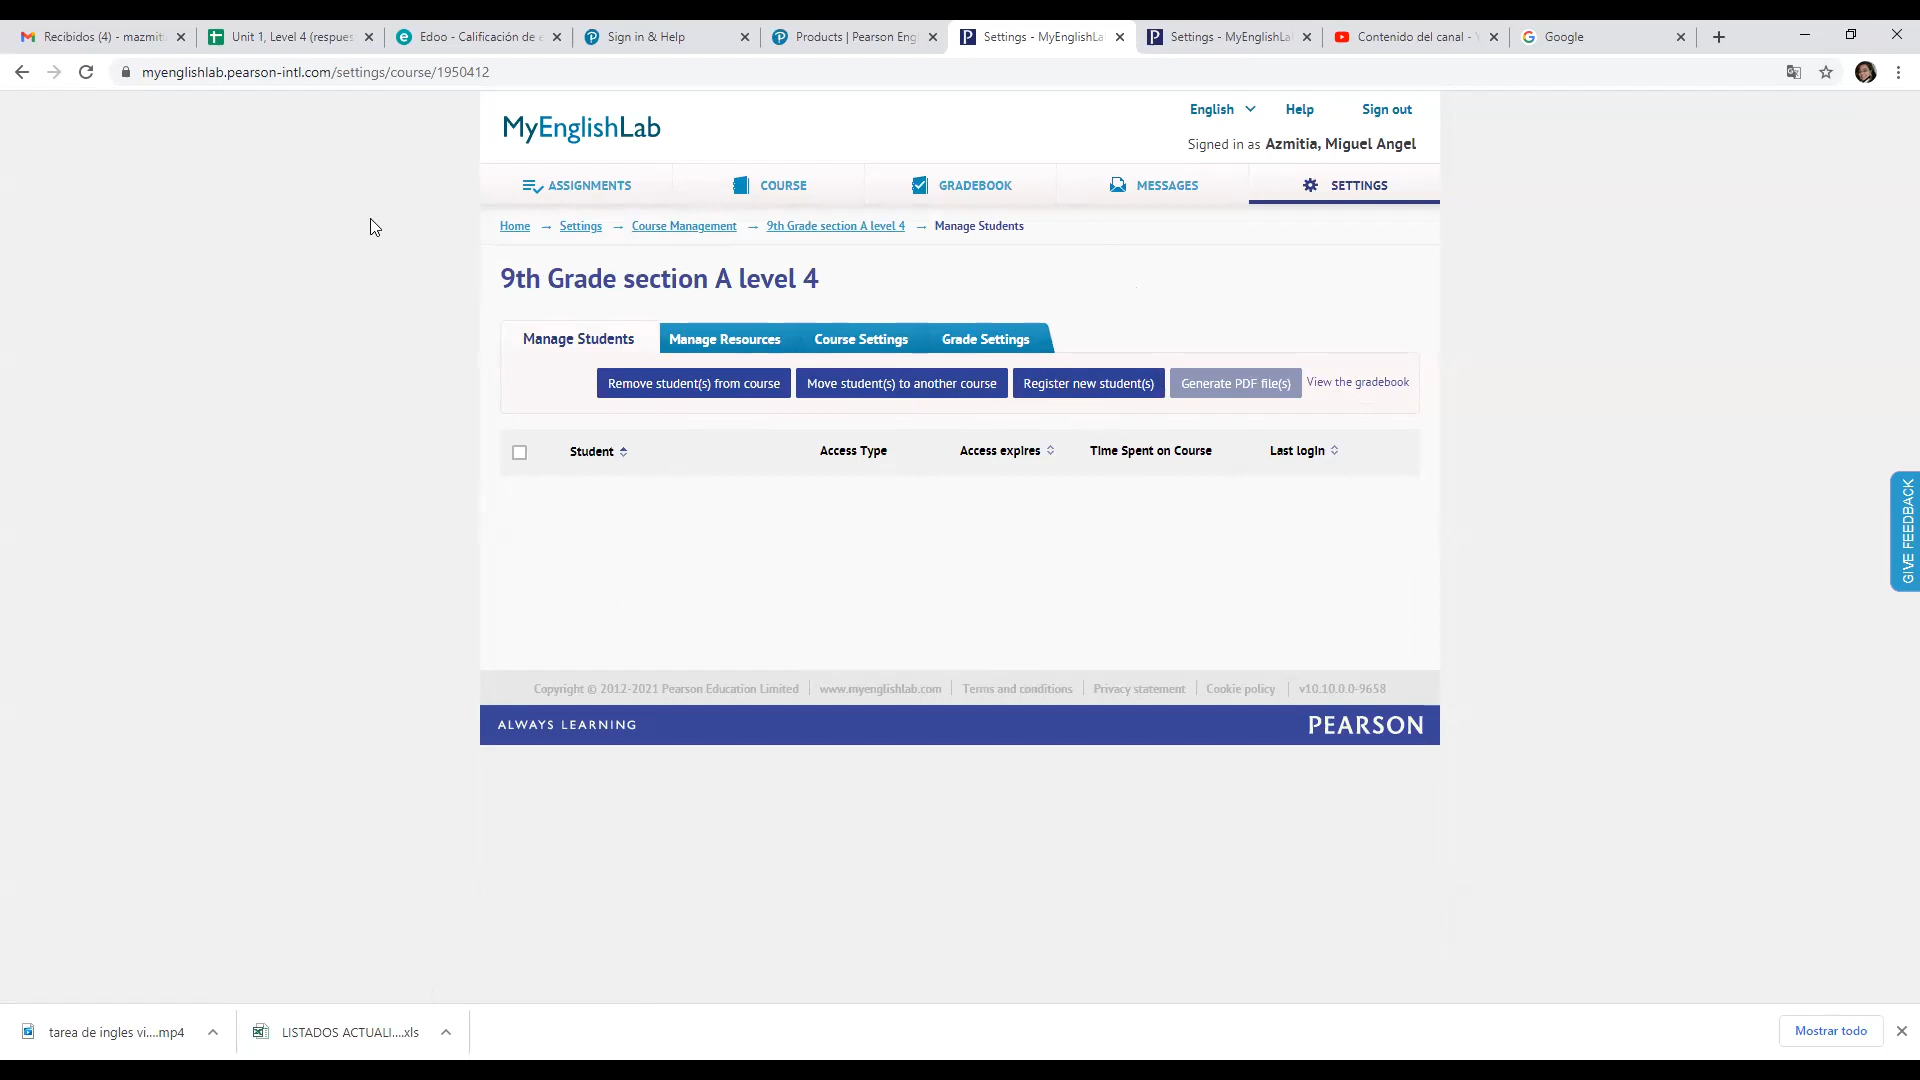 Recibidos (4) - mazmiti
Unit 1, Level 4 (respues
Edoo - Calificación de e
Sign in & Help
Products | Pearson Engl
Settings - MyEnglishLa
Settings - MyEnglishLa
Contenido del canal - Y
Google
myenglishlab.pearson-intl.com/settings/course/1950412
MyEnglishLab
English
Help
Sign out
Signed in as Azmitia, Miguel Angel
ASSIGNMENTS
COURSE
GRADEBOOK
MESSAGES
SETTINGS
Home → Settings → Course Management → 9th Grade section A level 4 → Manage Students
9th Grade section A level 4
Manage Students
Manage Resources
Course Settings
Grade Settings
Remove student(s) from course
Move student(s) to another course
Register new student(s)
Generate PDF file(s)
View the gradebook
Student
Access Type
Access expires
Time Spent on Course
Last login
GIVE FEEDBACK
Copyright © 2012-2021 Pearson Education Limited
www.myenglishlab.com
Terms and conditions
Privacy statement
Cookie policy
v10.10.0.0-9658
ALWAYS LEARNING
PEARSON
tarea de ingles vi....mp4
LISTADOS ACTUALI....xls
Mostrar todo